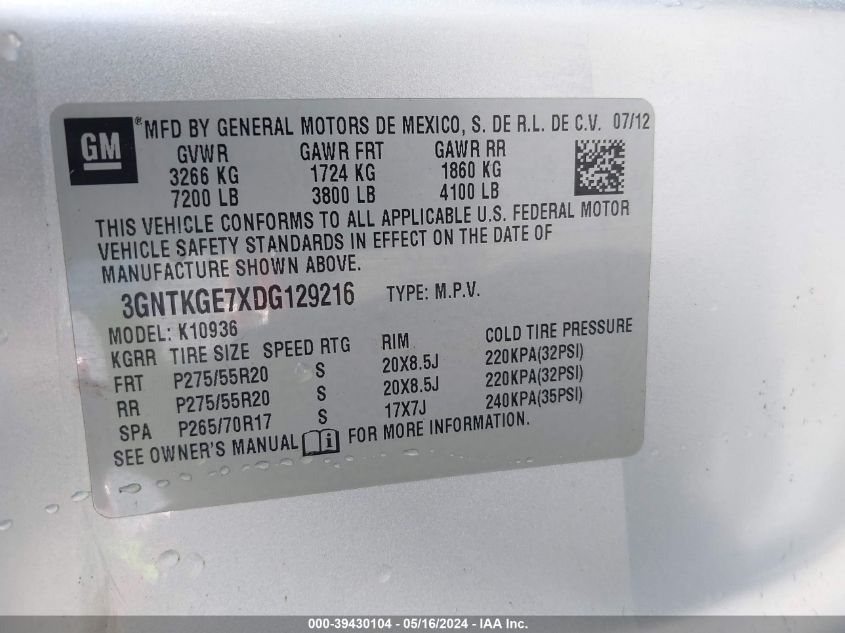 GM
®MFD BY GENERAL MOTORS DE MEXICO, S. DE R.L. DE C.V. 07/12
GVWR GAWR FRT GAWR RR
3266 KG 1724 KG 1860 KG
7200 LB 3800 LB 4100 LB
THIS VEHICLE CONFORMS TO ALL APPLICABLE U.S. FEDERAL MOTOR
VEHICLE SAFETY STANDARDS IN EFFECT ON THE DATE OF
MANUFACTURE SHOWN ABOVE.
3GNTKGE7XDG129216 TYPE: M.P.V.
MODEL: K10936
KGRR TIRE SIZE SPEED RTG RIM COLD TIRE PRESSURE
FRT P275/55R20 S 20X8.5J 220KPA(32PSI)
RR P275/55R20 S 20X8.5J 220KPA(32PSI)
SPA P265/70R17 S 17X7J 240KPA(35PSI)
SEE OWNER'S MANUAL i FOR MORE INFORMATION.
000-39430104 - 05/16/2024 - IAA Inc.